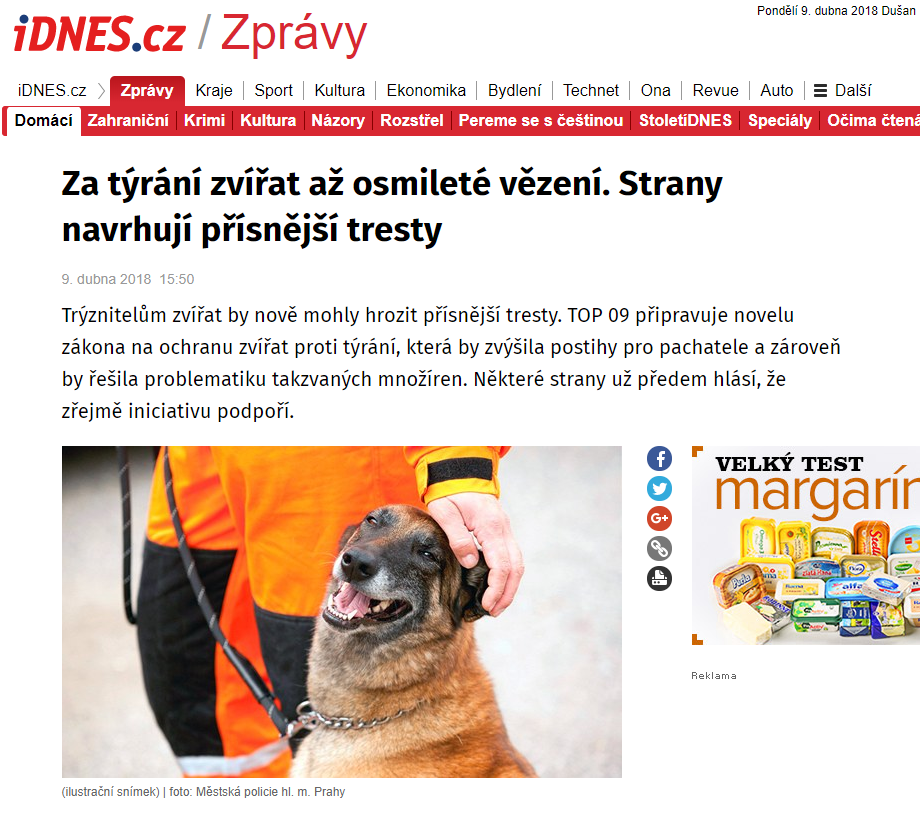 Pondělí 9. dubna 2018 Dušan
iDNES.cz / Zprávy
iDNES.cz Zprávy Kraje Sport Kultura Ekonomika Bydlení Technet Ona Revue Auto Další
Domácí Zahraniční Krimi Kultura Názory Rozstřel Pereme se s češtinou StoletíDNES Speciály Očima čtená
Za týrání zvířat až osmileté vězení. Strany
navrhují přísnější tresty
9. dubna 2018 15:50
Trýznitelům zvířat by nově mohly hrozit přísnější tresty. TOP 09 připravuje novelu
zákona na ochranu zvířat proti týrání, která by zvýšila postihy pro pachatele a zároveň
by řešila problematiku takzvaných množíren. Některé strany už předem hlásí, že
zřejmě iniciativu podpoří.
VELKÝ TEST
margarín
Perla
Stella
Flora
alfa
Reklama
(ilustrační snímek) | foto: Městská policie hl. m. Prahy